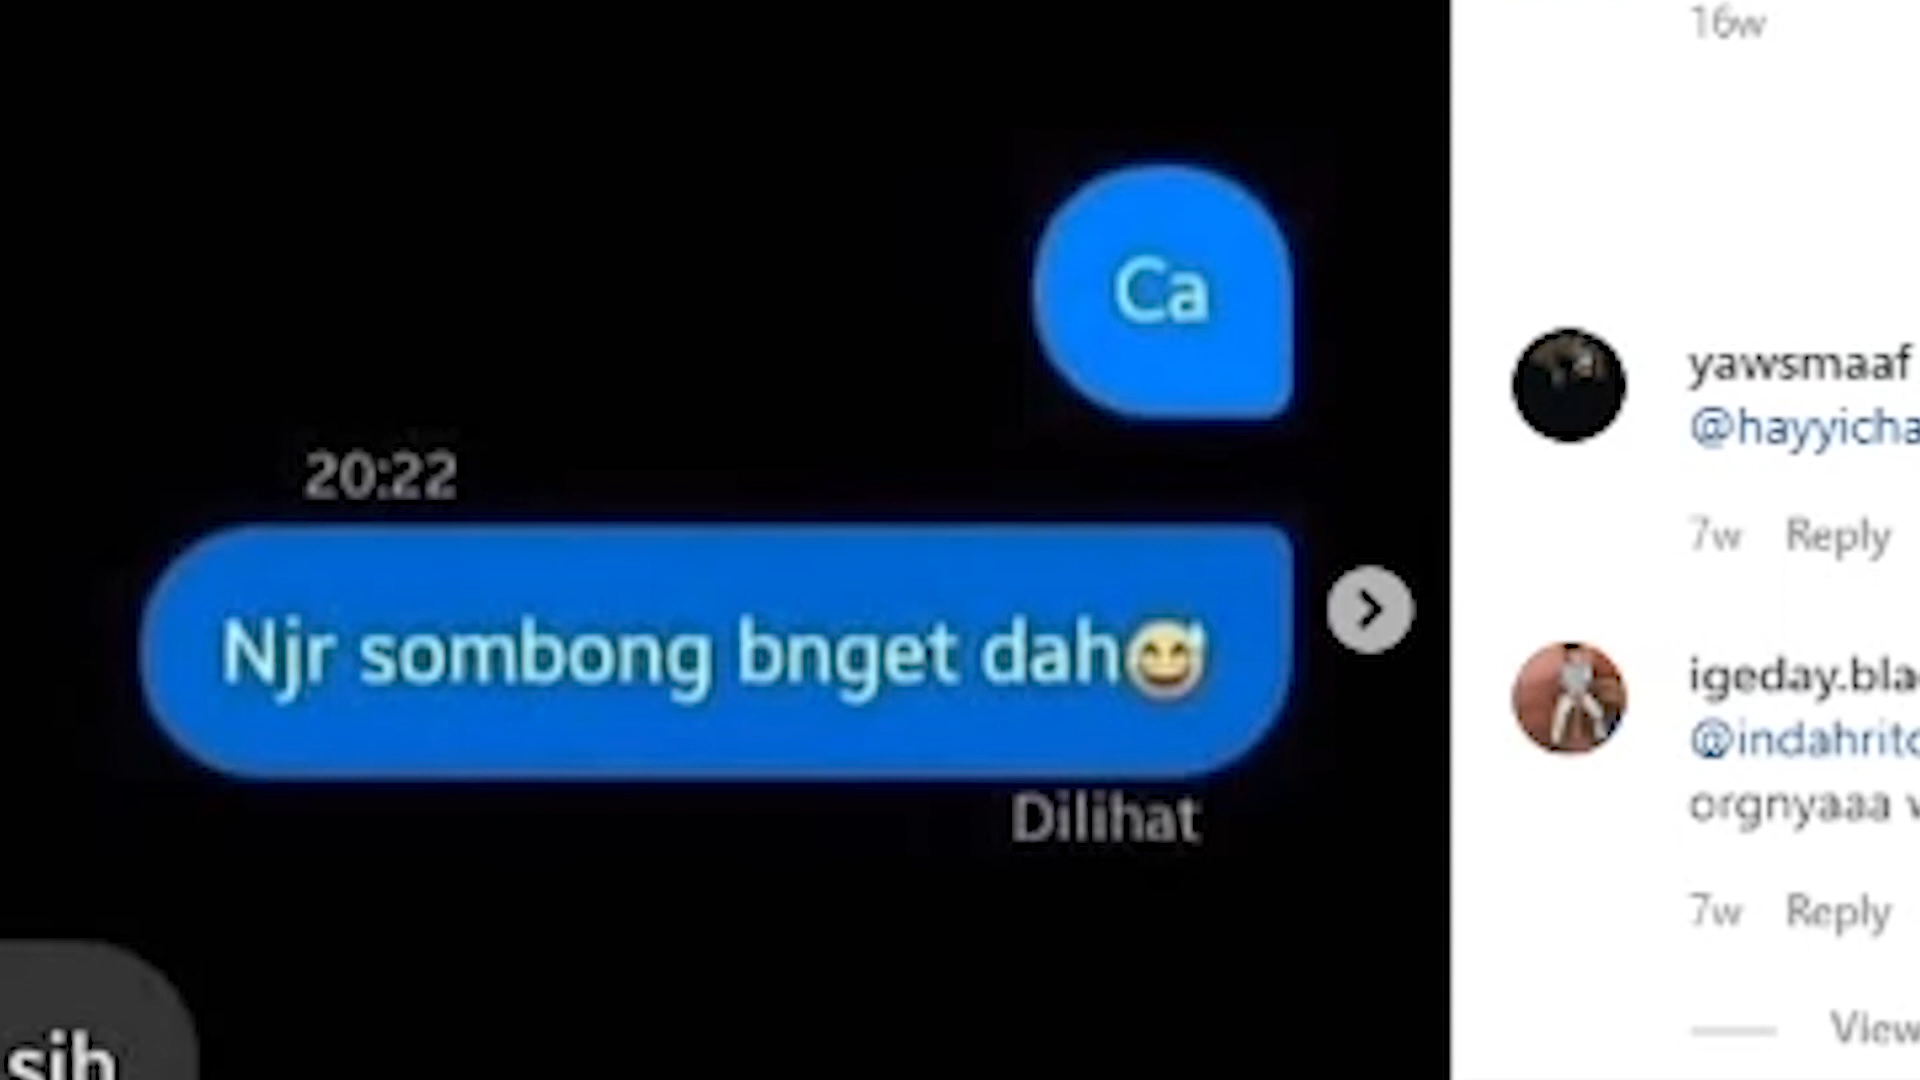 16w
Ca
20:22
Njr sombong bnget dah😅
Dilihat
sih
yawsmaaf
@hayyicha
7w Reply
igeday.bla
@indahrito
orgnyaaa
7w Reply
View